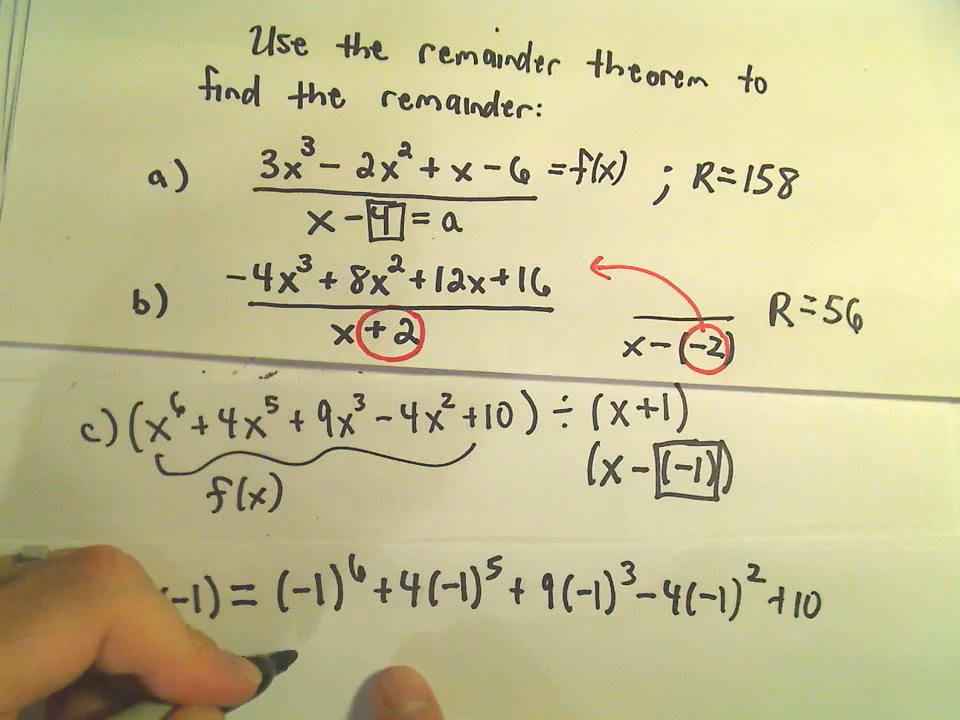 Use the remainder theorem to
find the remainder:
a) 3x³ - 2x² + x - 6 = f(x) ; R=158
x - 4 = a
b) -4x³ + 8x² + 12x + 16
x + 2
x - (-2)
R=56
c) (x⁶ + 4x⁵ + 9x³ - 4x² + 10) ÷ (x+1)
f(x)
(x - (-1))
-1) = (-1)⁶ + 4(-1)⁵ + 9(-1)³ - 4(-1)² + 10